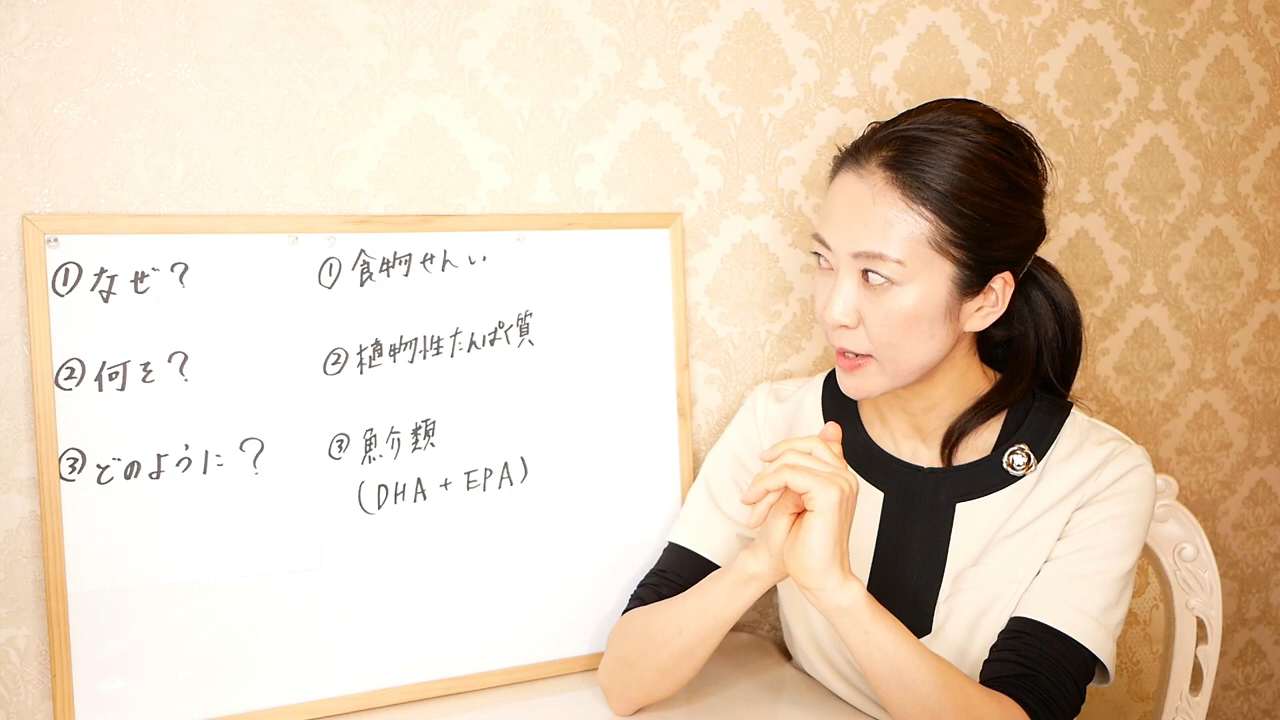 ①なぜ？
②何を？
③どのように？
①食物せんい
②植物性たんぱく質
③魚介類
(DHA + EPA)